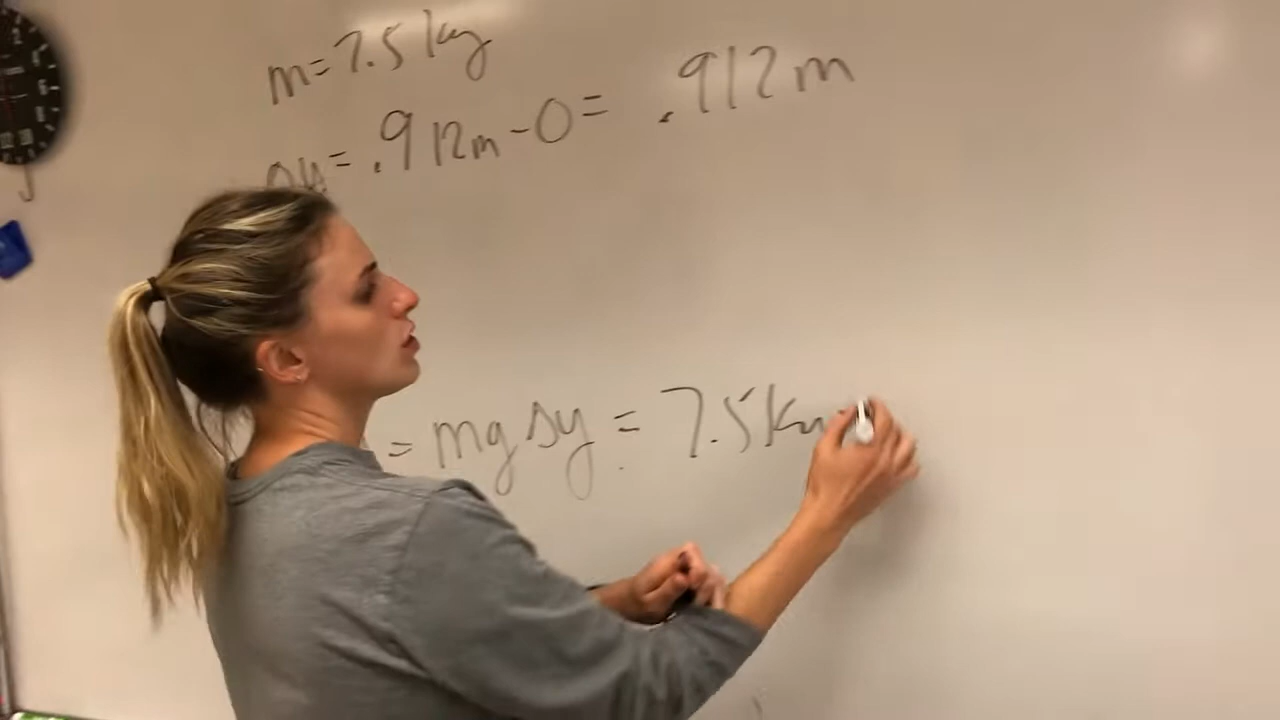 m=7.5 kg
Δy= .912m-0= .912m
= mgΔy = 7.5 kg